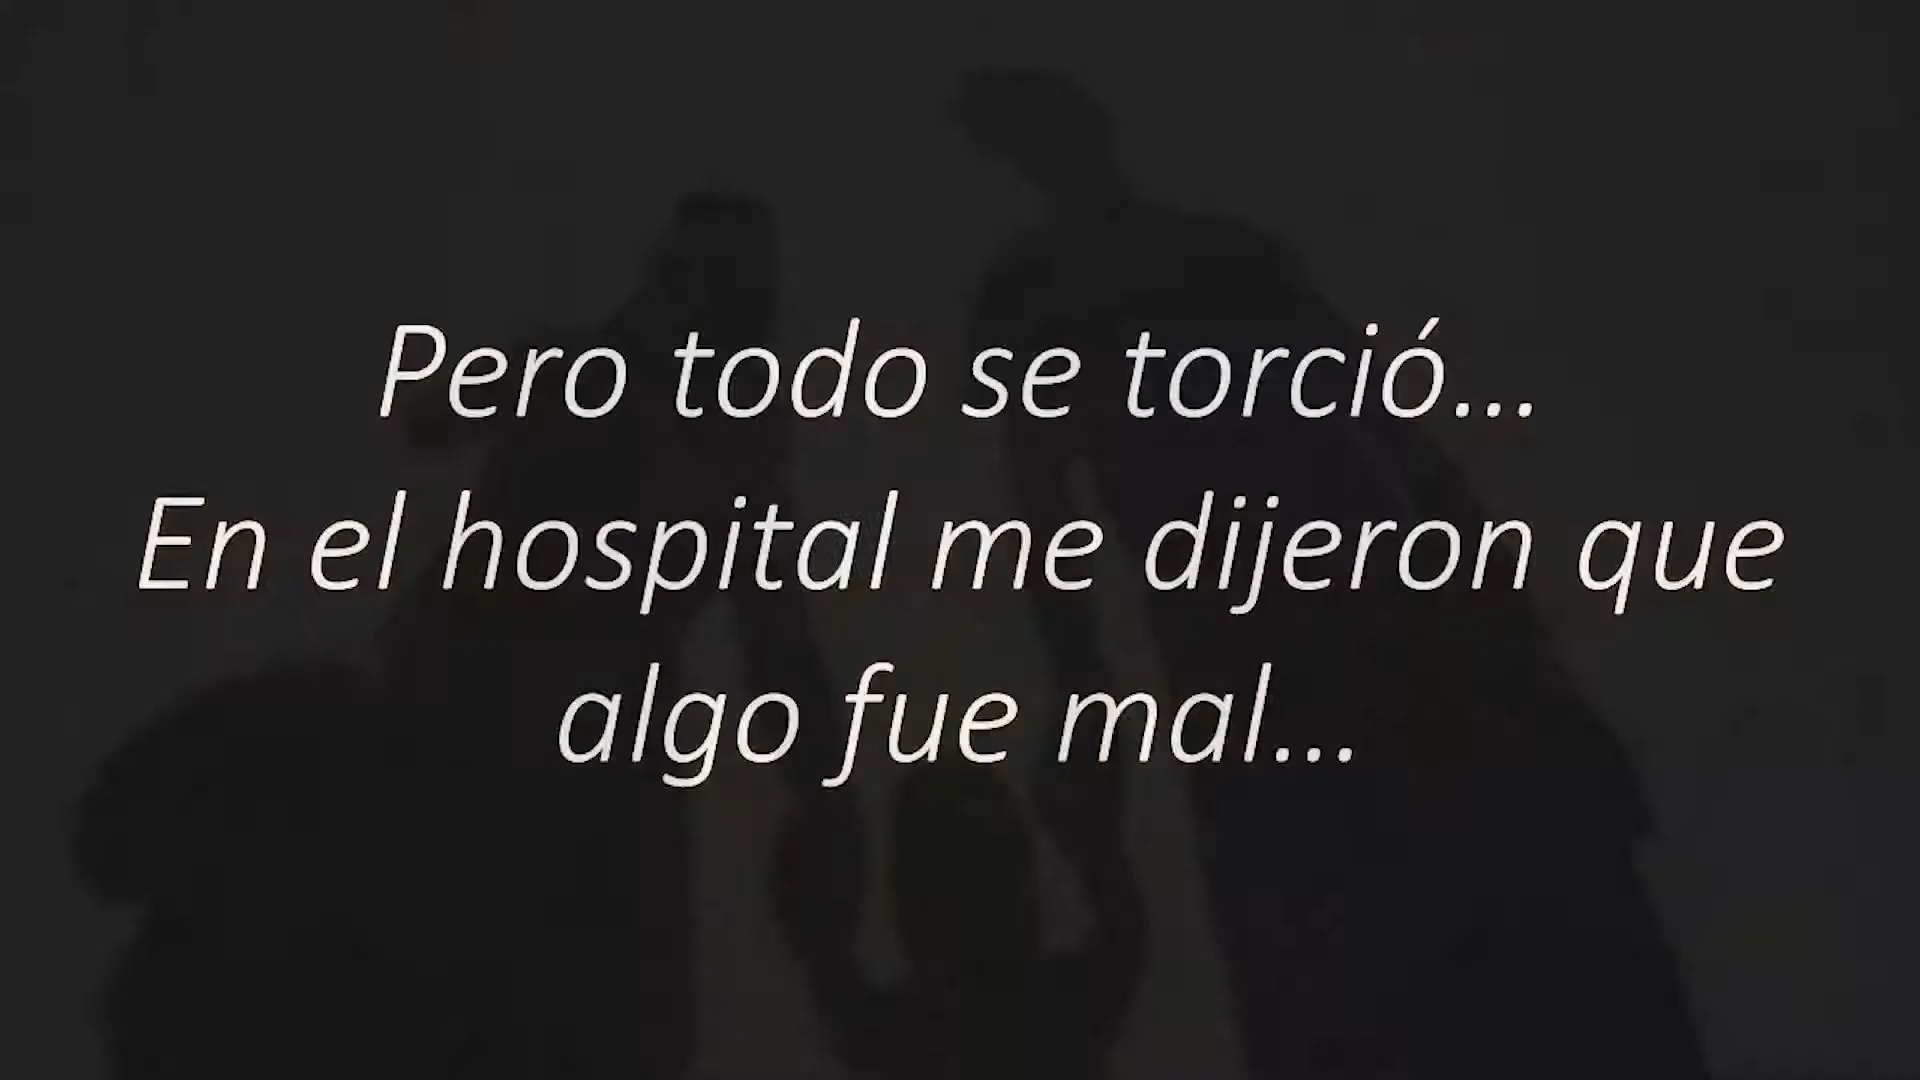 Pero todo se torció...
En el hospital me dijeron que
algo fue mal...